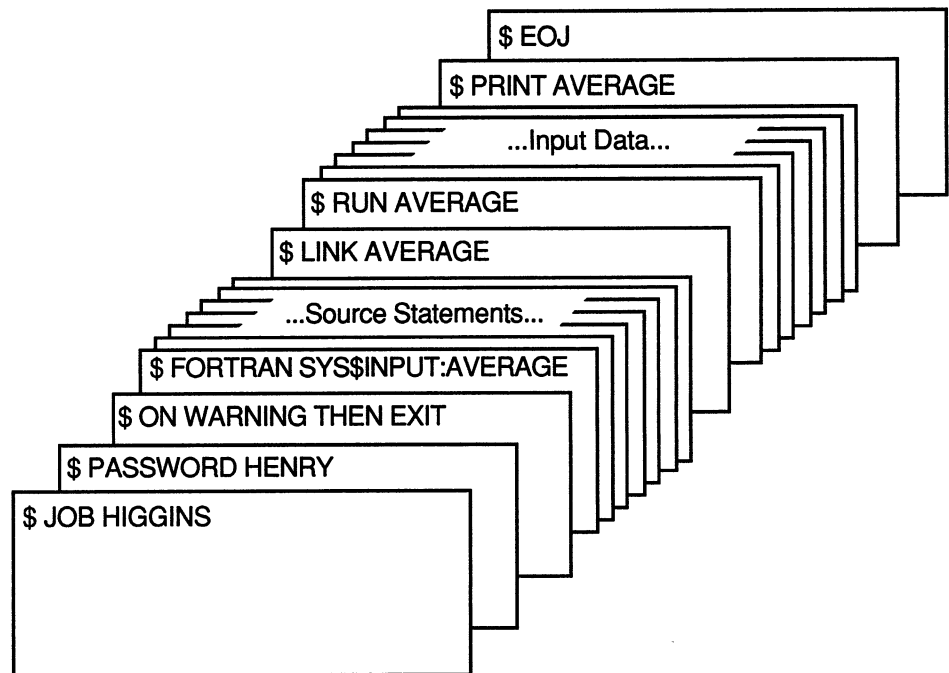 $ EOJ
$ PRINT AVERAGE
...Input Data...
$ RUN AVERAGE
$ LINK AVERAGE
...Source Statements...
$ FORTRAN SYS$INPUT:AVERAGE
$ ON WARNING THEN EXIT
$ PASSWORD HENRY
$ JOB HIGGINS